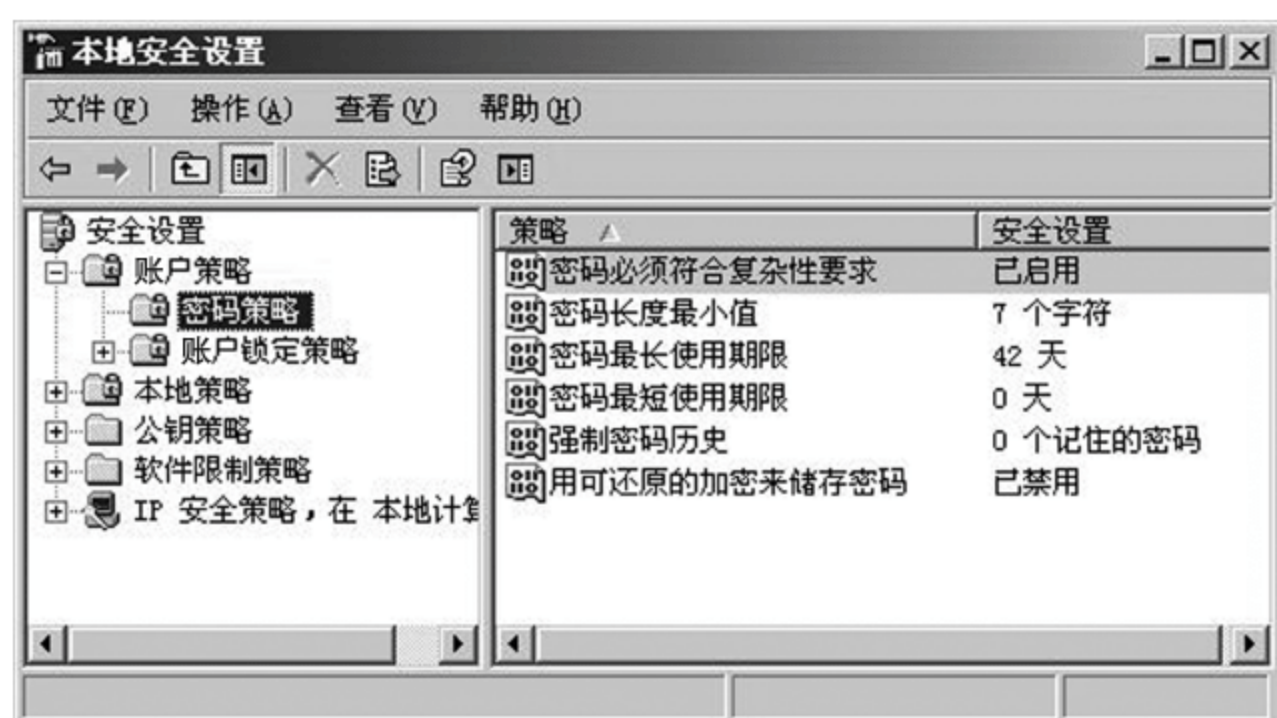 本地安全设置
文件(F) 操作(A) 查看(V) 帮助(H)
安全设置
账户策略
密码策略
账户锁定策略
本地策略
公钥策略
软件限制策略
IP 安全策略，在 本地计
策略 安全设置
密码必须符合复杂性要求 已启用
密码长度最小值 7 个字符
密码最长使用期限 42 天
密码最短使用期限 0 天
强制密码历史 0 个记住的密码
用可还原的加密来储存密码 已禁用